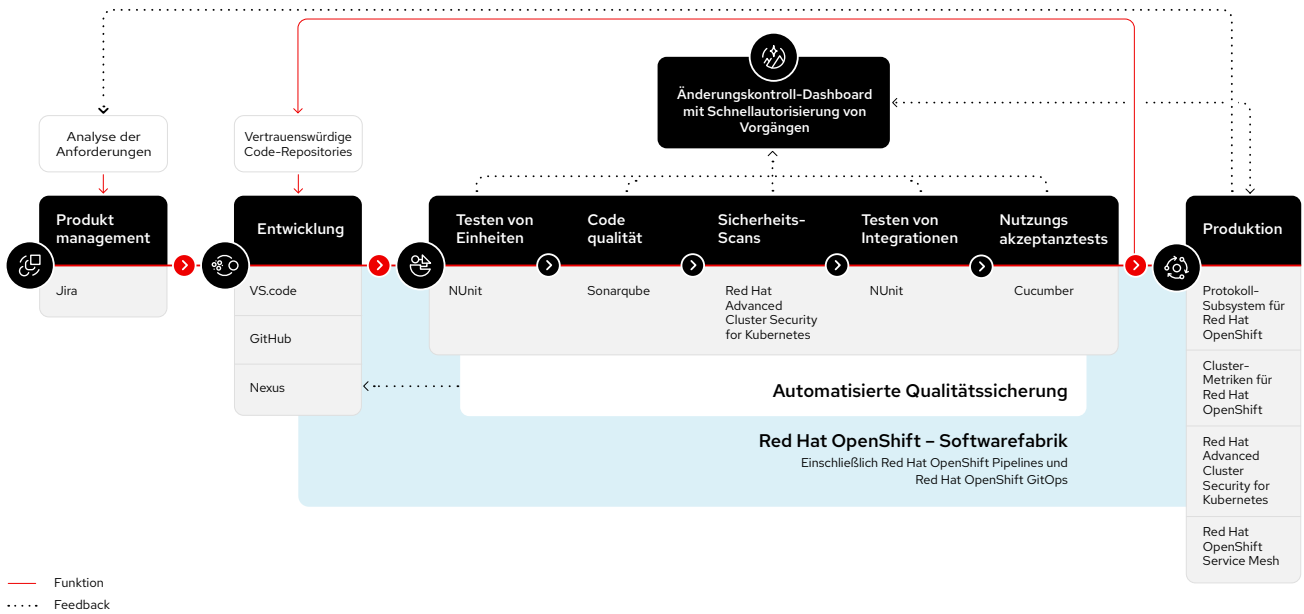 Änderungskontroll-Dashboard
mit Schnellautorisierung von
Vorgängen
Analyse der
Anforderungen
Vertrauenswürdige
Code-Repositories
Produkt
management
Jira
Entwicklung
VS.code
GitHub
Nexus
Testen von
Einheiten
NUnit
Code
qualität
Sonarqube
Sicherheits-
Scans
Red Hat
Advanced
Cluster Security
for Kubernetes
Testen von
Integrationen
NUnit
Nutzungs
akzeptanztests
Cucumber
Produktion
Protokoll-
Subsystem für
Red Hat
OpenShift
Cluster-
Metriken für
Red Hat
OpenShift
Red Hat
Advanced
Cluster
Security for
Kubernetes
Red Hat
OpenShift
Service Mesh
Automatisierte Qualitätssicherung
Red Hat OpenShift – Softwarefabrik
Einschließlich Red Hat OpenShift Pipelines und
Red Hat OpenShift GitOps
Funktion
Feedback